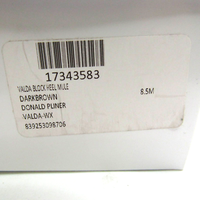 17343583
VALDA BLOCK HEEL MULE
8.5M
DARKBROWN
DONALD PLINER
VALDA-WX
839253098706